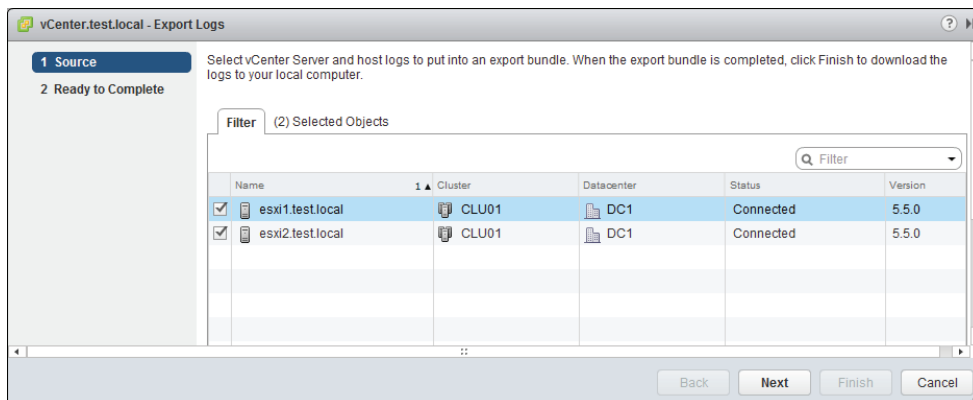 vCenter.test.local - Export Logs
?
1 Source
2 Ready to Complete
Select vCenter Server and host logs to put into an export bundle. When the export bundle is completed, click Finish to download the
logs to your local computer.
Filter (2) Selected Objects
Filter
Name 1 ▲ Cluster Datacenter Status Version
esxi1.test.local CLU01 DC1 Connected 5.5.0
esxi2.test.local CLU01 DC1 Connected 5.5.0
Back Next Finish Cancel